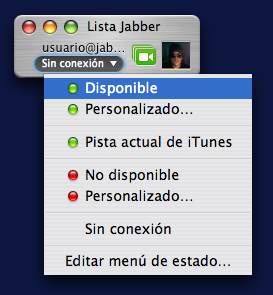 Lista Jabber
usuario@jab...
Sin conexión
Disponible
Personalizado...
Pista actual de iTunes
No disponible
Personalizado...
Sin conexión
Editar menú de estado...